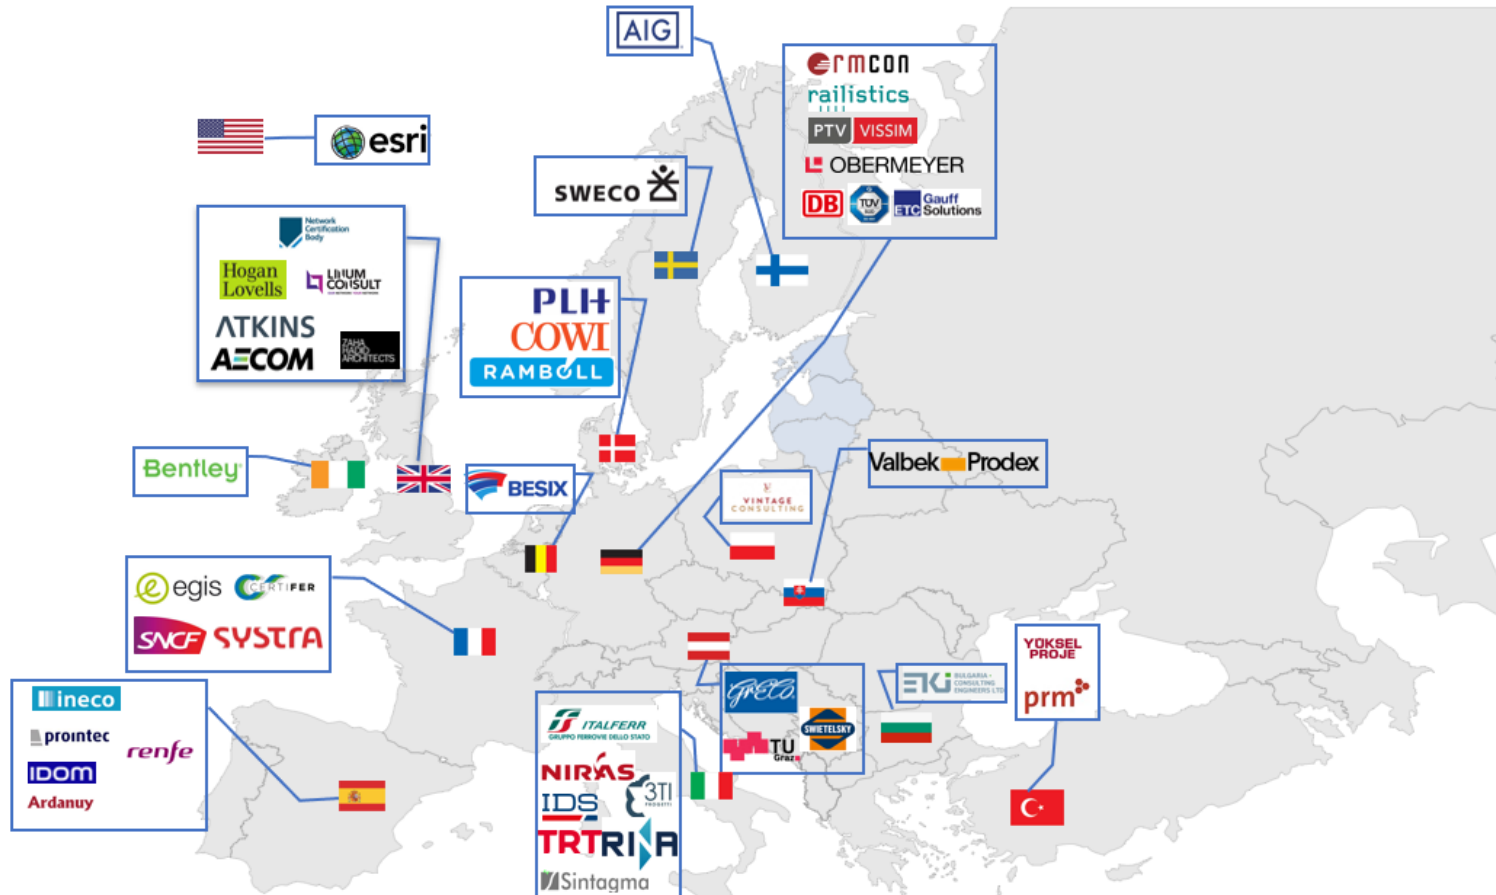 AIG
rmcon
railistics
PTV VISSIM
OBERMEYER
DB
TÜV
ETC
Gauff
Solutions
esri
SWECO
Network
Certification
Body
Hogan
Lovells
LINUM
CONSULT
ATKINS
AECOM
ZAHA
HADID
ARCHITECTS
PLH
COWI
RAMBOLL
Bentley
BESIX
Valbek Prodex
VINTAGE
CONSULTING
egis
CERTIFER
SNCF
SYSTRA
ineco
prointec
renfe
IDOM
Ardanuy
ITALFERR
GRUPPO FERROVIE DELLO STATO
NIRAS
3TI
PROGETTI
IDS
TRT
RINA
Sintagma
GrECo
SWIETELSKY
TU
Graz
EKJ
BULGARIA -
CONSULTING
ENGINEERS LTD
YÜKSEL
PROJE
prm